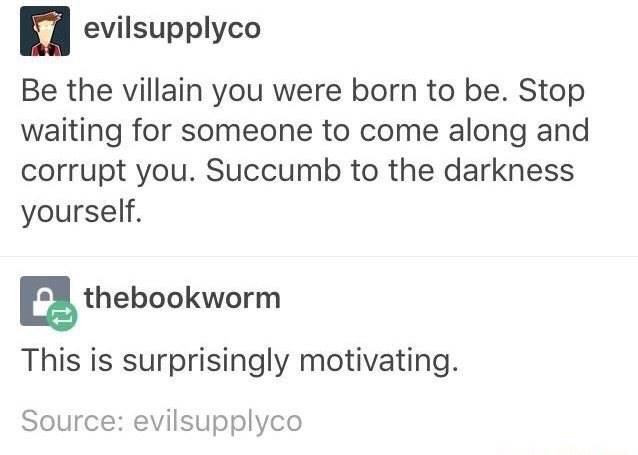 evilsupplyco
Be the villain you were born to be. Stop
waiting for someone to come along and
corrupt you. Succumb to the darkness
yourself.
thebookworm
This is surprisingly motivating.
Source: evilsupplyco